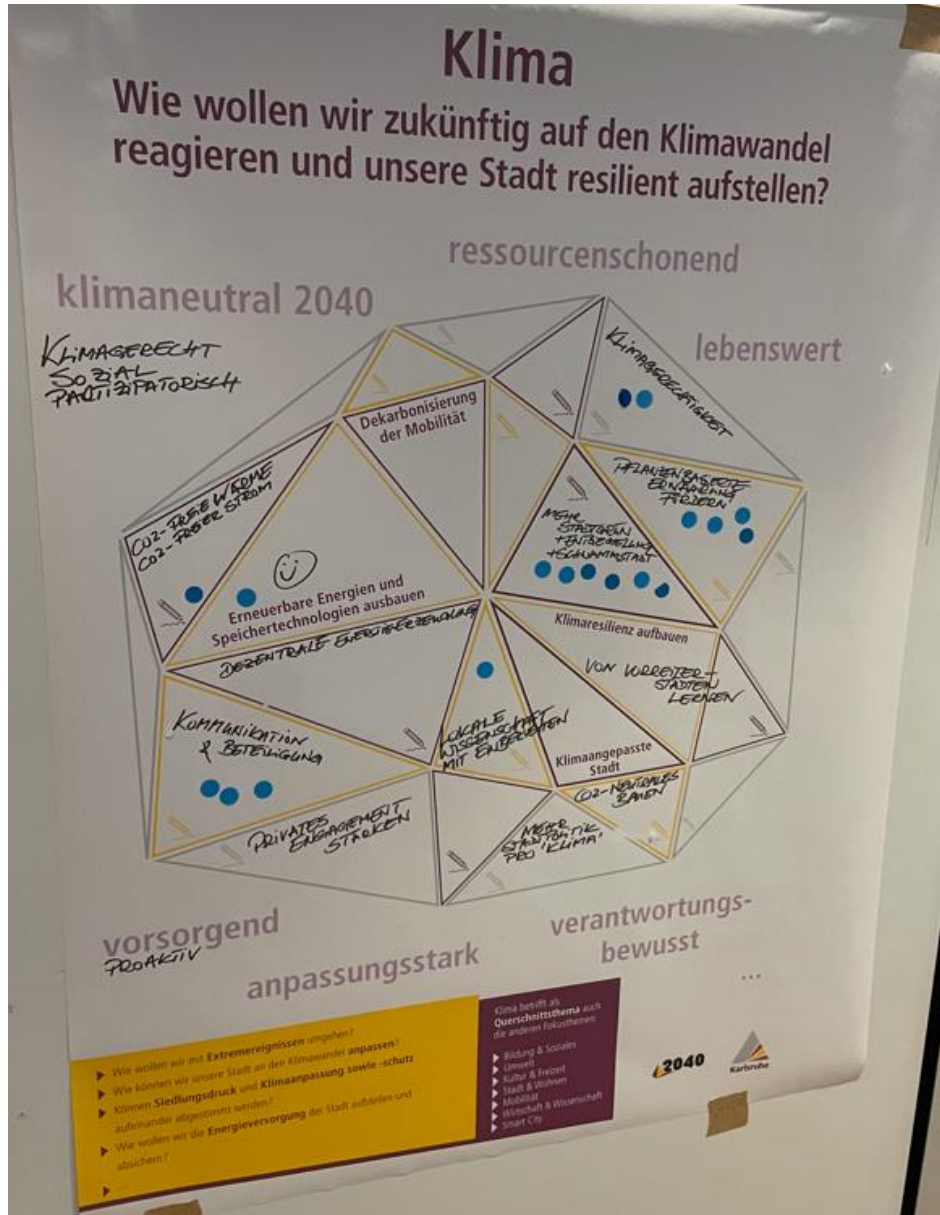 Klima
Wie wollen wir zukünftig auf den Klimawandel
reagieren und unsere Stadt resilient aufstellen?
ressourcenschonend
klimaneutral 2040
lebenswert
KLIMAGERECHT
SOZIAL
PARTIZIPATORISCH
KLIMAGERECHTIGKEIT
Dekarbonisierung
der Mobilität
PFLANZENBASIERTE
ERNÄHRUNG
FÖRDERN
CO2-FREIE WÄRME
CO2-FREIER STROM
MEHR
STADTGRÜN
+ENTSIEGELUNG
+SCHWAMMSTADT
Erneuerbare Energien und
Speichertechnologien ausbauen
Klimaresilienz aufbauen
DEZENTRALE ENERGIEERZEUGUNG
VON VORREITER-
STÄDTEN
LERNEN
KOMMUNIKATION
& BETEILIGUNG
LOKALE
WISSENSCHAFT
MIT EINBEZIEHEN
Klimaangepasste
Stadt
CO2-NEUTRALES
BAUEN
PRIVATES
ENGAGEMENT
STÄRKEN
MEHR
STADTPOLITIK
PRO 'KLIMA'
vorsorgend
PROAKTIV
anpassungsstark
verantwortungs-
bewusst
...
Wie wollen wir mit Extremereignissen umgehen?
Wie können wir unsere Stadt an den Klimawandel anpassen?
Können Siedlungsdruck und Klimaanpassung sowie -schutz
aufeinander abgestimmt werden?
Wie wollen wir die Energieversorgung der Stadt aufstellen und
absichern?
Klima betrifft als
Querschnittsthema auch
die anderen Fokusthemen
Bildung & Soziales
Umwelt
Kultur & Freizeit
Stadt & Wohnen
Mobilität
Wirtschaft & Wissenschaft
Smart City
2040
Karlsruhe